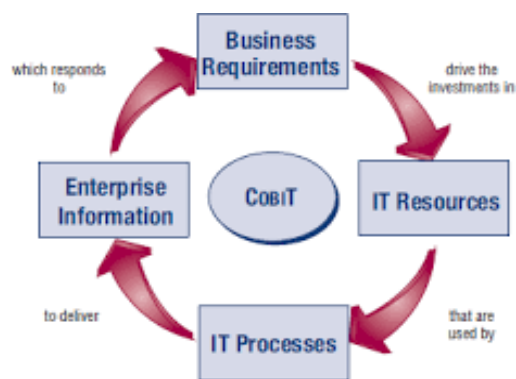 Business
Requirements
which responds
to
drive the
investments in
Enterprise
Information
COBIT
IT Resources
to deliver
IT Processes
that are
used by